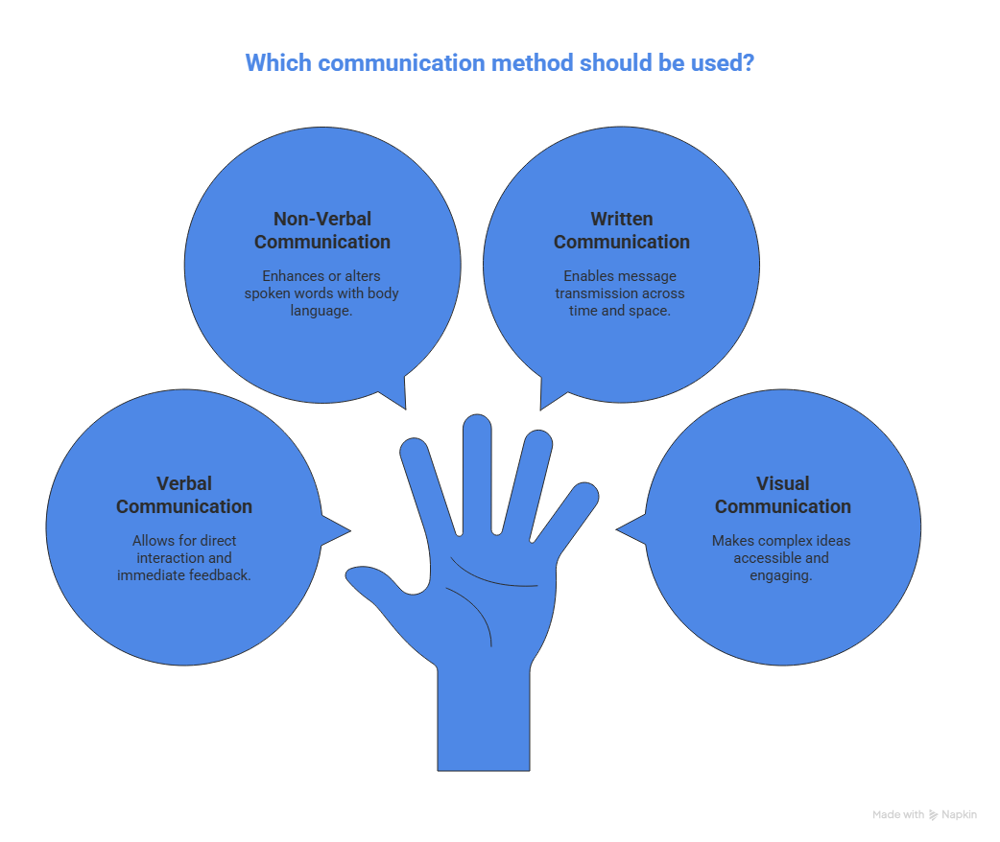 Which communication method should be used?
Non-Verbal
Communication
Enhances or alters
spoken words with body
language.
Written
Communication
Enables message
transmission across
time and space.
Verbal
Communication
Allows for direct
interaction and
immediate feedback.
Visual
Communication
Makes complex ideas
accessible and
engaging.
Made with Napkin